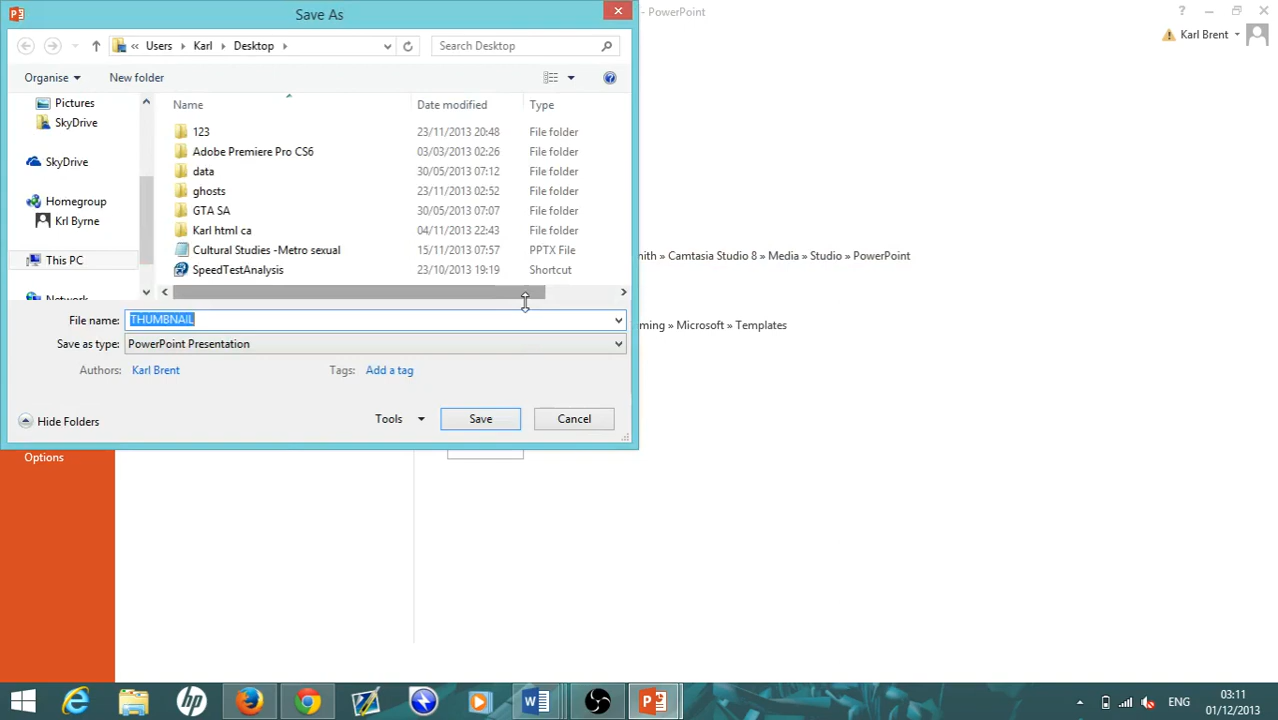 Save As
- PowerPoint
?
Karl Brent
« Users Karl Desktop
Search Desktop
Organise
New folder
Name Date modified Type
Pictures
SkyDrive
SkyDrive
Homegroup
Krl Byrne
This PC
Network
123 23/11/2013 20:48 File folder
Adobe Premiere Pro CS6 03/03/2013 02:26 File folder
data 30/05/2013 07:12 File folder
ghosts 23/11/2013 02:52 File folder
GTA SA 30/05/2013 07:07 File folder
Karl html ca 04/11/2013 22:43 File folder
Cultural Studies -Metro sexual 15/11/2013 07:57 PPTX File
SpeedTestAnalysis 23/10/2013 19:19 Shortcut
File name: THUMBNAIL
Save as type: PowerPoint Presentation
Authors: Karl Brent Tags: Add a tag
Hide Folders
Tools Save Cancel
ith » Camtasia Studio 8 » Media » Studio » PowerPoint
ming » Microsoft » Templates
Options
ENG
03:11
01/12/2013